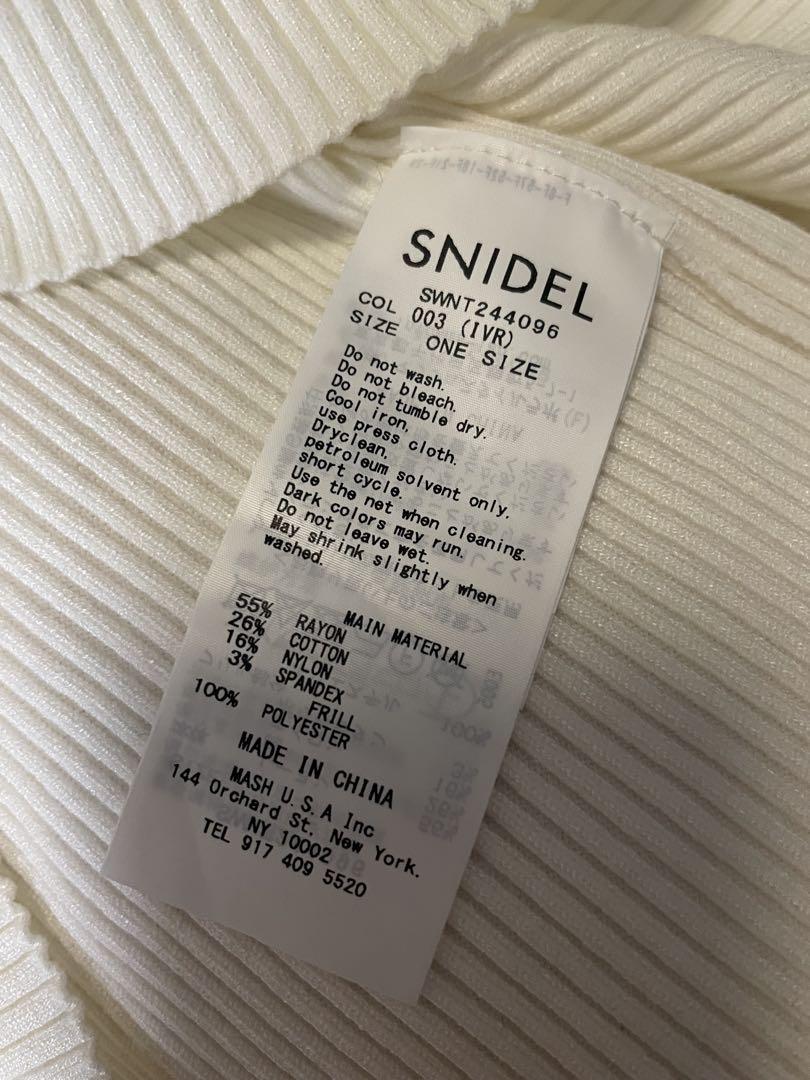 SNIDEL
SWNT244096
COL 003 (IVR)
SIZE ONE SIZE
Do not wash.
Do not bleach.
Do not tumble dry.
Cool iron,
use press cloth.
Dryclean,
petroleum solvent only,
short cycle.
Use the net when cleaning.
Dark colors may run.
Do not leave wet.
May shrink slightly when
washed.
MAIN MATERIAL
55% RAYON
26% COTTON
16% NYLON
3% SPANDEX
FRILL
100% POLYESTER
MADE IN CHINA
MASH U.S.A Inc
144 Orchard St. New York.
NY 10002
TEL 917 409 5520